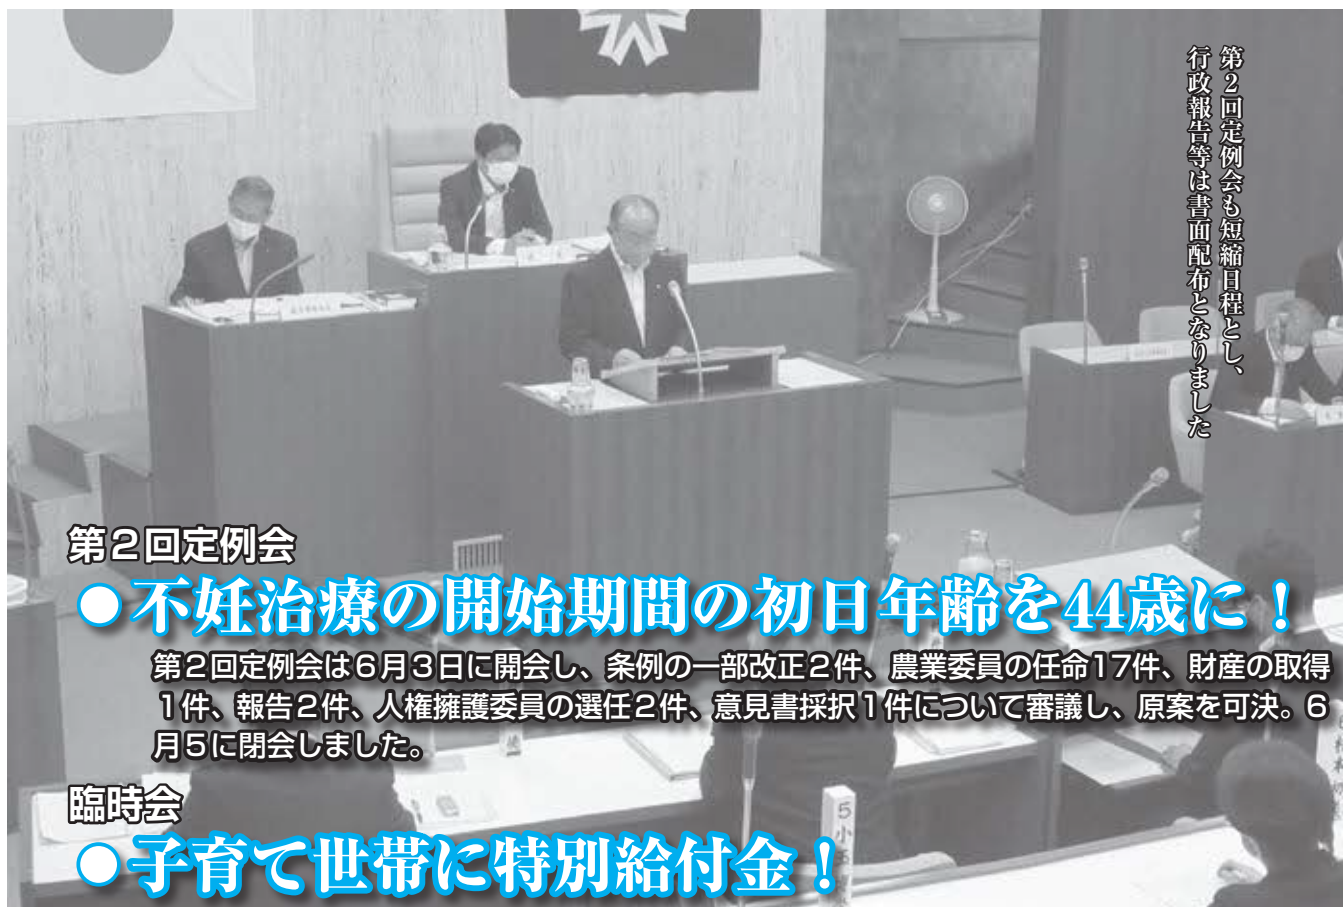 第2回定例会も短縮日程とし、
行政報告等は書面配布となりました
第2回定例会
●不妊治療の開始期間の初日年齢を44歳に！
第2回定例会は6月3日に開会し、条例の一部改正2件、農業委員の任命17件、財産の取得
1件、報告2件、人権擁護委員の選任2件、意見書採択1件について審議し、原案を可決。6
月5に閉会しました。
臨時会
●子育て世帯に特別給付金！
5小